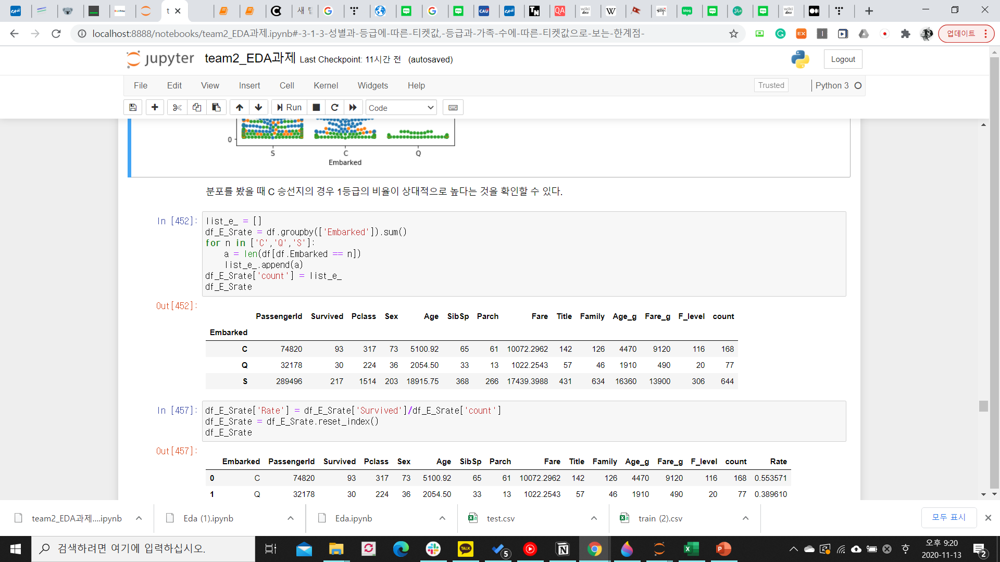 t
새 탭
localhost:8888/notebooks/team2_EDA과제.ipynb#-3-1-3-성별과-등급에-따른-티켓값,-등급과-가족-수에-따른-티켓값으로-보는-한계점-
업데이트
jupyter team2_EDA과제 Last Checkpoint: 11시간 전 (autosaved)
Logout
File Edit View Insert Cell Kernel Widgets Help
Trusted Python 3
Run Code
0
S C Q
Embarked
분포를 봤을 때 C 승선지의 경우 1등급의 비율이 상대적으로 높다는 것을 확인할 수 있다.
In [452]: list_e_ = []
df_E_Srate = df.groupby(['Embarked']).sum()
for n in ['C','Q','S']:
    a = len(df[df.Embarked == n])
    list_e_.append(a)
df_E_Srate['count'] = list_e_
df_E_Srate
Out[452]:
PassengerId Survived Pclass Sex Age SibSp Parch Fare Title Family Age_g Fare_g F_level count
Embarked
C 74820 93 317 73 5100.92 65 61 10072.2962 142 126 4470 9120 116 168
Q 32178 30 224 36 2054.50 33 13 1022.2543 57 46 1910 490 20 77
S 289496 217 1514 203 18915.75 368 266 17439.3988 431 634 16360 13900 306 644
In [457]: df_E_Srate['Rate'] = df_E_Srate['Survived']/df_E_Srate['count']
df_E_Srate = df_E_Srate.reset_index()
df_E_Srate
Out[457]:
Embarked PassengerId Survived Pclass Sex Age SibSp Parch Fare Title Family Age_g Fare_g F_level count Rate
0 C 74820 93 317 73 5100.92 65 61 10072.2962 142 126 4470 9120 116 168 0.553571
1 Q 32178 30 224 36 2054.50 33 13 1022.2543 57 46 1910 490 20 77 0.389610
team2_EDA과제....ipynb Eda (1).ipynb Eda.ipynb test.csv train (2).csv 모두 표시
검색하려면 여기에 입력하십시오.
TALK
5
오후 9:20
2020-11-13
2